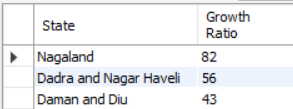 State Growth Ratio
Nagaland 82
Dadra and Nagar Haveli 56
Daman and Diu 43